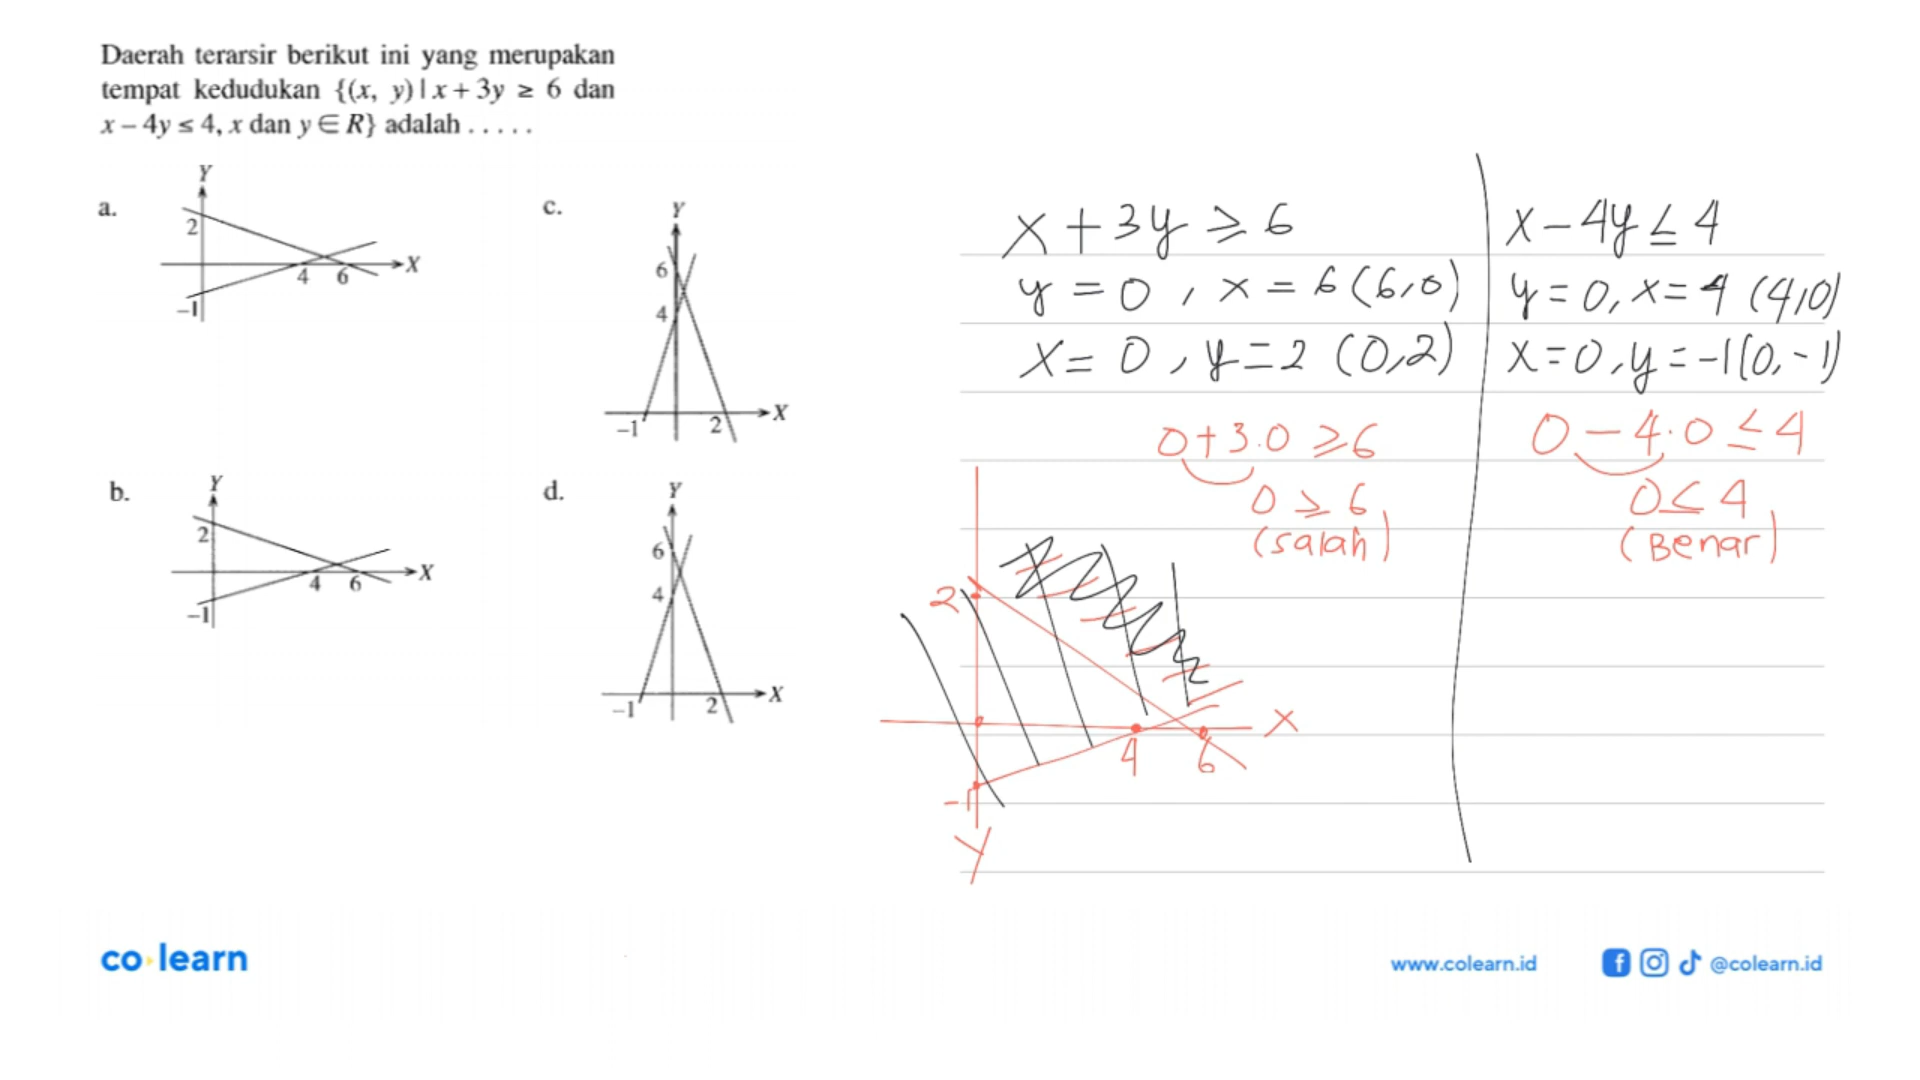 Daerah terarsir berikut ini yang merupakan
tempat kedudukan {(x, y) | x + 3y ≥ 6 dan
x – 4y ≤ 4, x dan y ∈ R} adalah . . . . .
a.
Y
2
4
6
X
–1
b.
Y
2
4
6
X
–1
c.
Y
6
4
–1
2
X
d.
Y
6
4
–1
2
X
x + 3y ≥ 6
y = 0 , x = 6 (6,0)
x = 0 , y = 2 (0,2)
0 + 3.0 ≥ 6
0 ≥ 6
(salah)
x – 4y ≤ 4
y = 0, x = 4 (4,0)
x = 0, y = -1 (0,-1)
0 – 4.0 ≤ 4
0 ≤ 4
(Benar)
2
4
6
X
-1
Y
co learn
www.colearn.id
@colearn.id